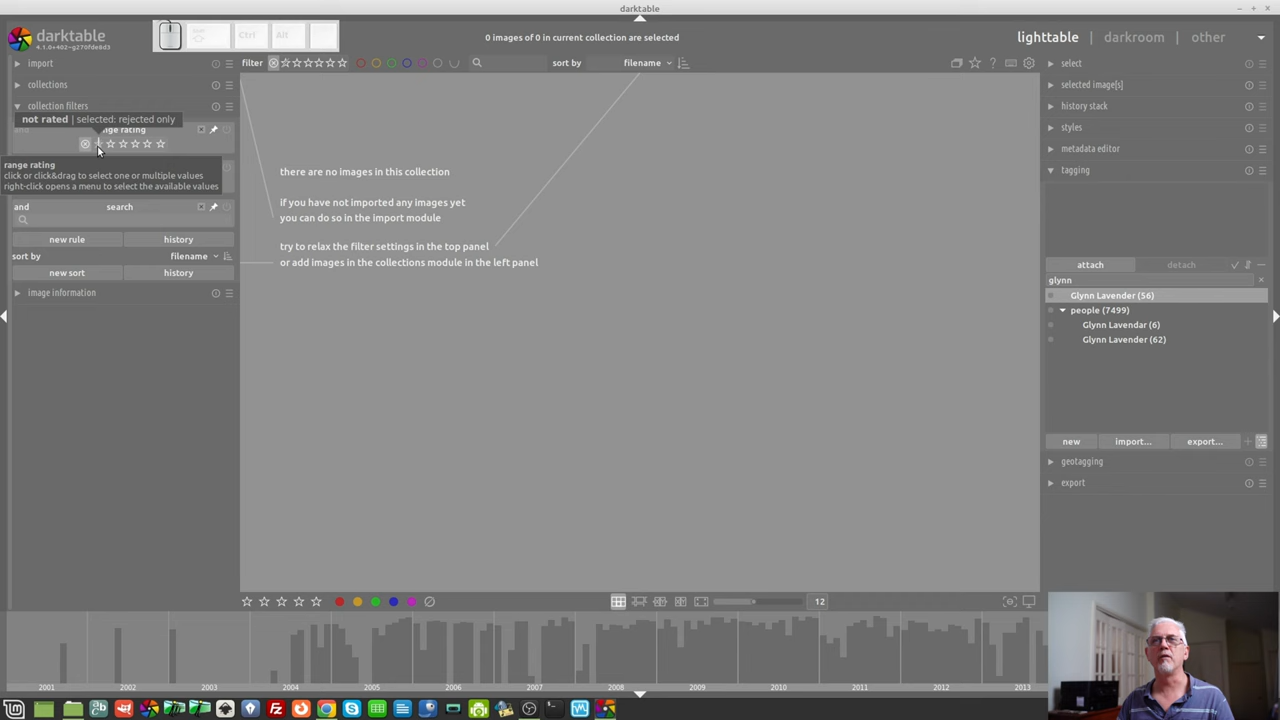 darktable
darktable
4.1.0+402~g270fde8d3
Ctrl
Alt
0 images of 0 in current collection are selected
lighttable | darkroom | other
import
collections
collection filters
filter
sort by
filename
not rated | selected: rejected only
and
nge rating
range rating
click or click&drag to select one or multiple values
right-click opens a menu to select the available values
and
search
new rule
history
sort by
filename
new sort
history
image information
there are no images in this collection
if you have not imported any images yet
you can do so in the import module
try to relax the filter settings in the top panel
or add images in the collections module in the left panel
select
selected image[s]
history stack
styles
metadata editor
tagging
attach
detach
glynn
Glynn Lavender (56)
people (7499)
Glynn Lavendar (6)
Glynn Lavender (62)
new
import...
export...
geotagging
export
12
2001
2002
2003
2004
2005
2006
2007
2008
2009
2010
2011
2012
2013